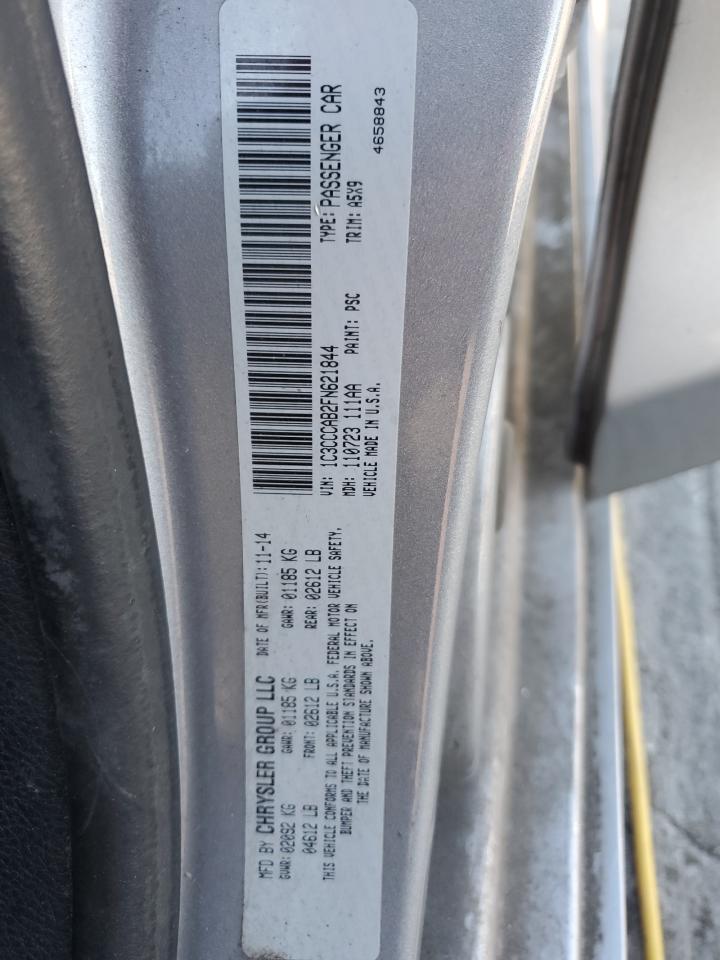 MFD BY CHRYSLER GROUP LLC DATE OF MFR(BUILT): 11-14
GVWR: 02092 KG GAWR: 01185 KG GAWR: 01185 KG
04612 LB FRONT: 02612 LB REAR: 02612 LB
THIS VEHICLE CONFORMS TO ALL APPLICABLE U.S.A. FEDERAL MOTOR VEHICLE SAFETY,
BUMPER AND THEFT PREVENTION STANDARDS IN EFFECT ON
THE DATE OF MANUFACTURE SHOWN ABOVE.
VIN: 1C3CCCAB2FN621844 TYPE: PASSENGER CAR
MDH: 110723 111AA PAINT: PSC TRIM: A5X9
VEHICLE MADE IN U.S.A.
4658843